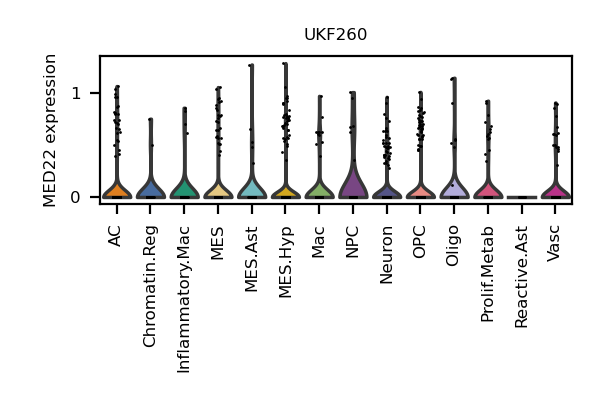 UKF260
MED22 expression
1
0
AC
Chromatin.Reg
Inflammatory.Mac
MES
MES.Ast
MES.Hyp
Mac
NPC
Neuron
OPC
Oligo
Prolif.Metab
Reactive.Ast
Vasc